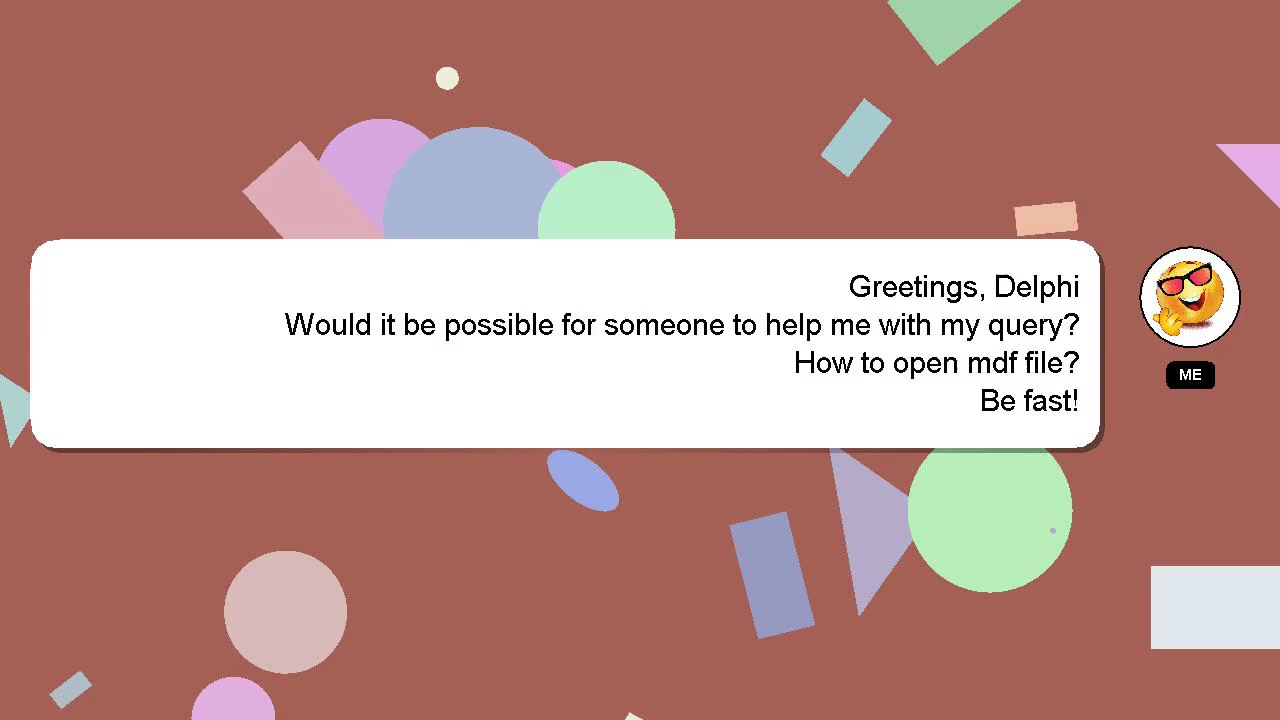 Greetings, Delphi
Would it be possible for someone to help me with my query?
How to open mdf file?
Be fast!
ME